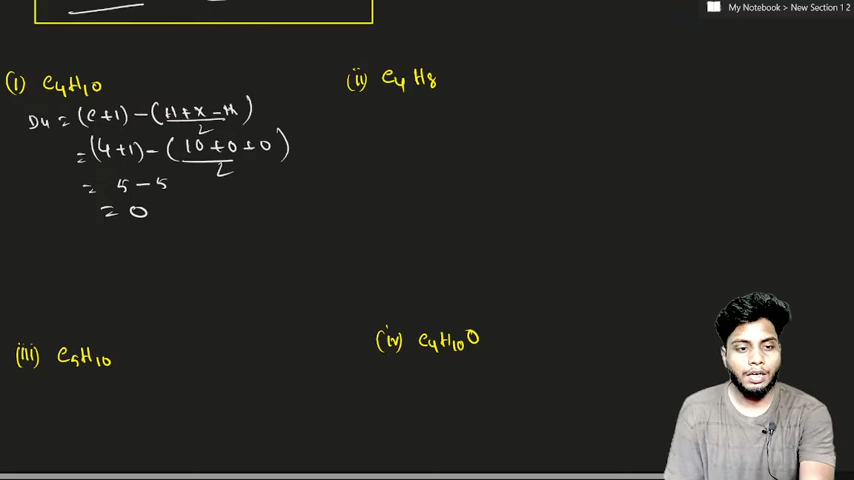 My Notebook > New Section 1 2
(i) C₄H₁₀
DU = (C+1) - (H+X-N/2)
= (4+1) - (10+0+0/2)
= 5-5
= 0
(ii) C₄H₈
(iii) C₅H₁₀
(iv) C₄H₁₀O